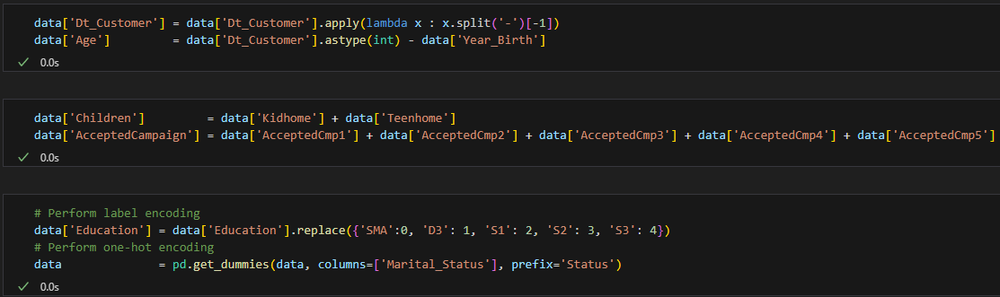 data['Dt_Customer'] = data['Dt_Customer'].apply(lambda x : x.split('-')[-1])
data['Age']         = data['Dt_Customer'].astype(int) - data['Year_Birth']
0.0s
data['Children']         = data['Kidhome'] + data['Teenhome']
data['AcceptedCampaign'] = data['AcceptedCmp1'] + data['AcceptedCmp2'] + data['AcceptedCmp3'] + data['AcceptedCmp4'] + data['AcceptedCmp5']
0.0s
# Perform label encoding
data['Education'] = data['Education'].replace({'SMA':0, 'D3': 1, 'S1': 2, 'S2': 3, 'S3': 4})
# Perform one-hot encoding
data              = pd.get_dummies(data, columns=['Marital_Status'], prefix='Status')
0.0s